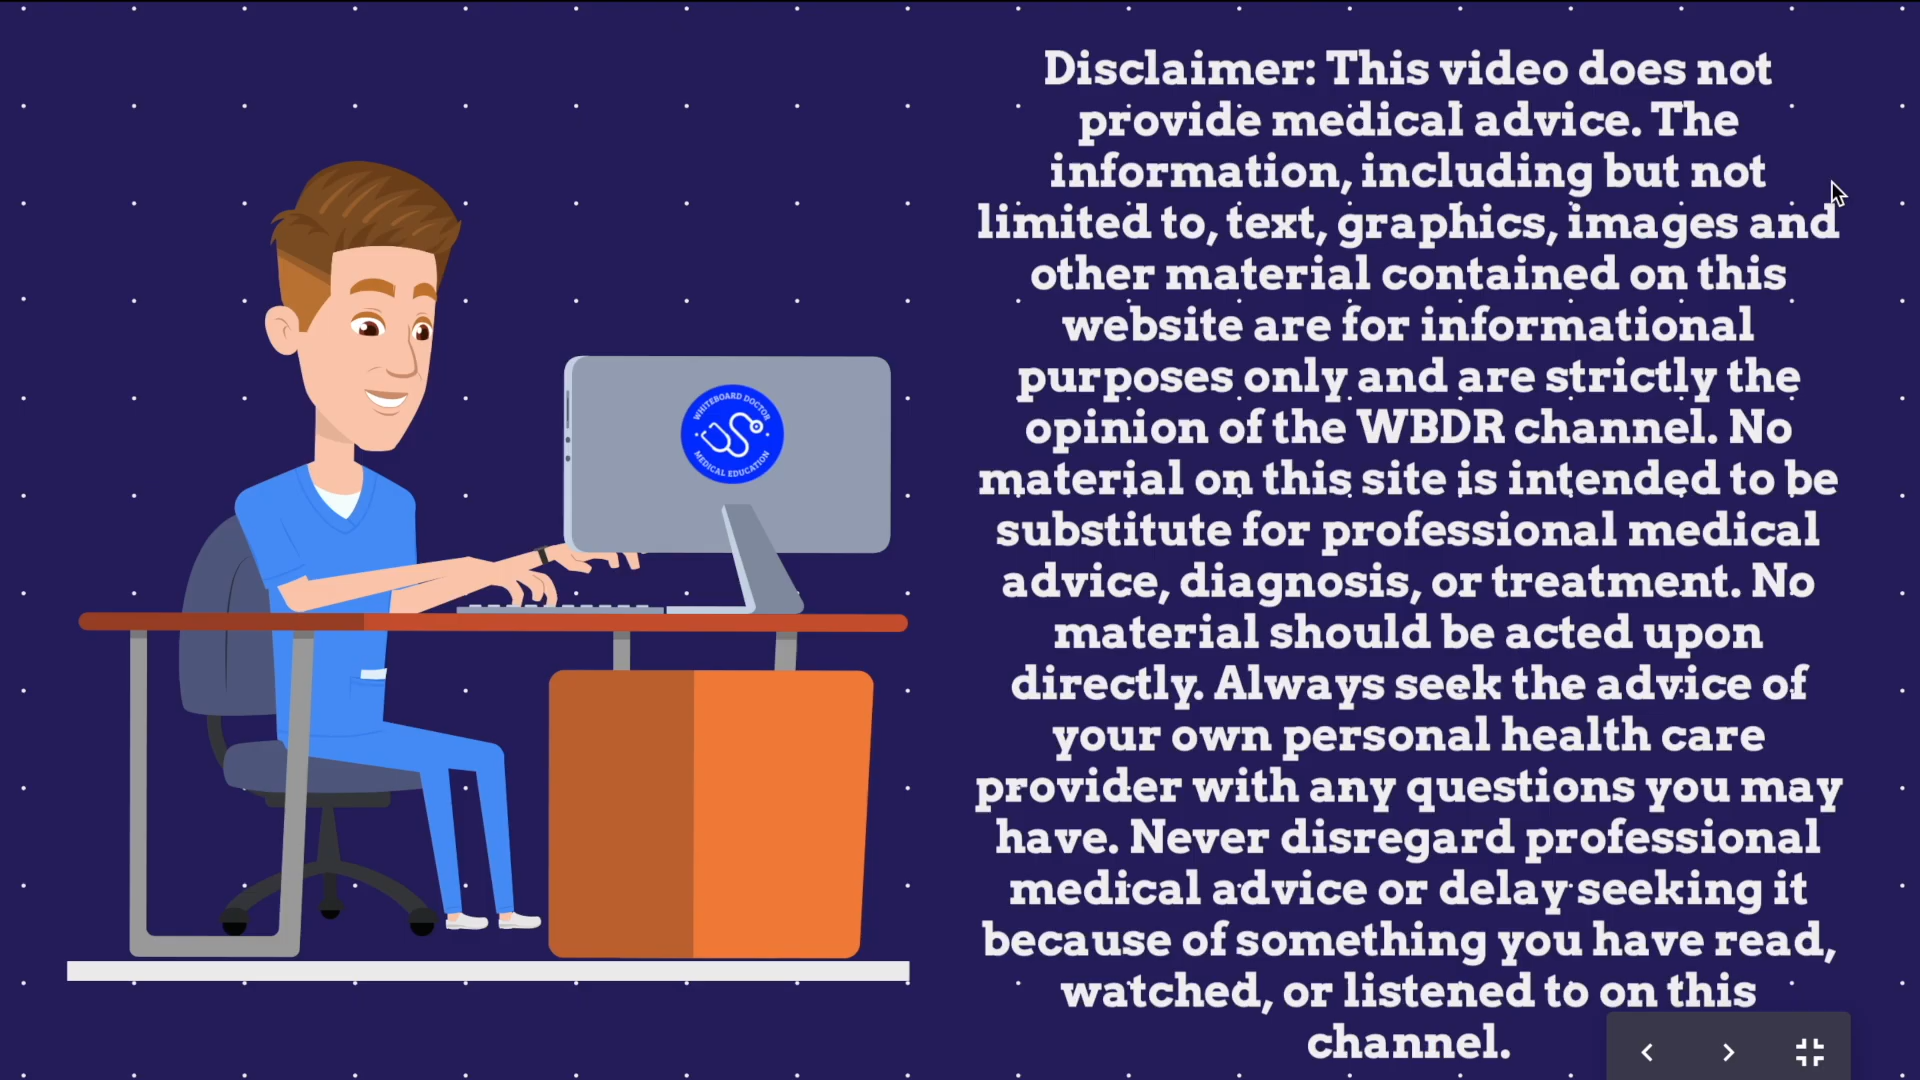 Disclaimer: This video does not
provide medical advice. The
information, including but not
limited to, text, graphics, images and
other material contained on this
website are for informational
purposes only and are strictly the
opinion of the WBDR channel. No
material on this site is intended to be
substitute for professional medical
advice, diagnosis, or treatment. No
material should be acted upon
directly. Always seek the advice of
your own personal health care
provider with any questions you may
have. Never disregard professional
medical advice or delay seeking it
because of something you have read,
watched, or listened to on this
channel.
WHITEBOARD DOCTOR
MEDICAL EDUCATION